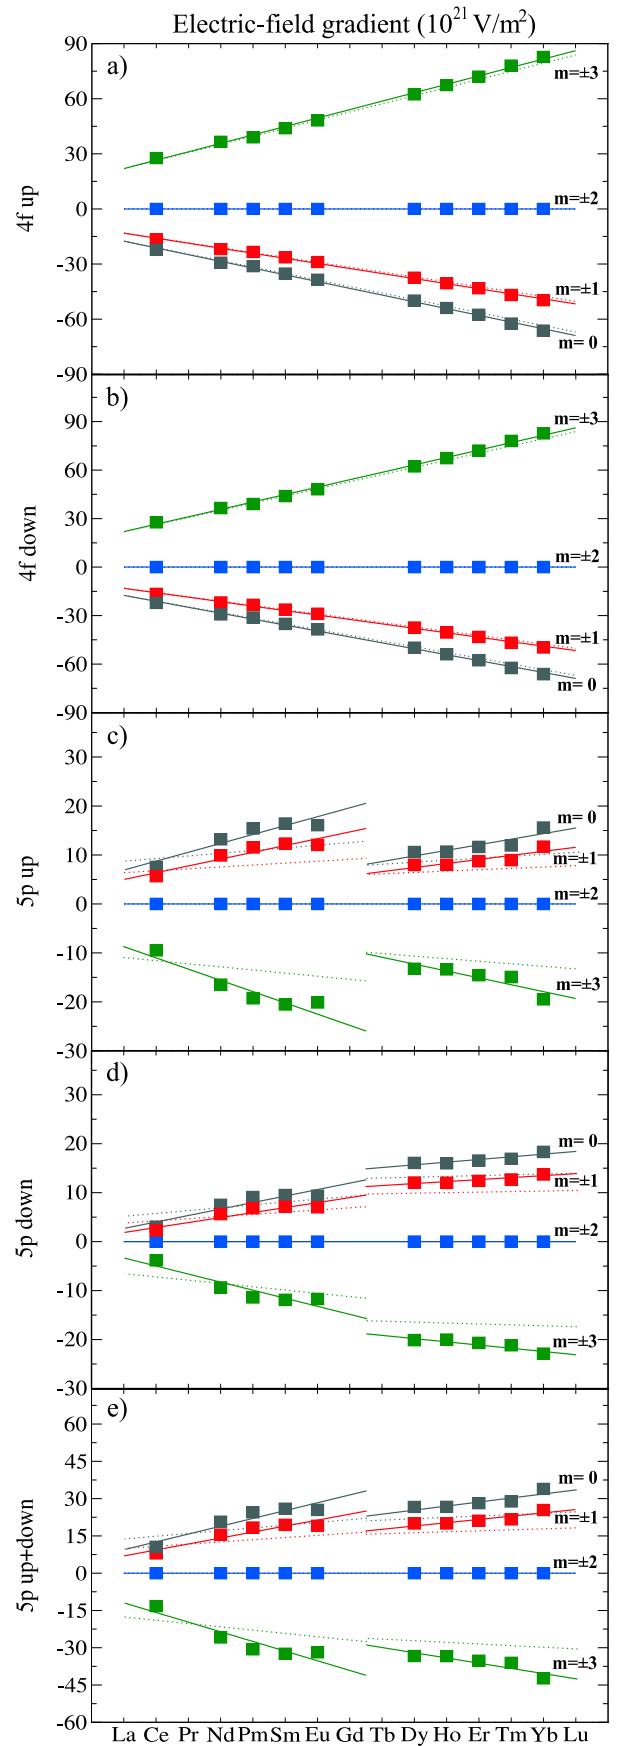 Electric-field gradient (10²¹ V/m²)
a)
90
60
30
0
-30
-60
-90
4f up
m=±3
m=±2
m=±1
m= 0
b)
90
60
30
0
-30
-60
-90
4f down
m=±3
m=±2
m=±1
m= 0
c)
30
20
10
0
-10
-20
-30
5p up
m= 0
m=±1
m=±2
m=±3
d)
30
20
10
0
-10
-20
-30
5p down
m= 0
m=±1
m=±2
m=±3
e)
60
45
30
15
0
-15
-30
-45
-60
5p up+down
m= 0
m=±1
m=±2
m=±3
La Ce Pr Nd Pm Sm Eu Gd Tb Dy Ho Er Tm Yb Lu